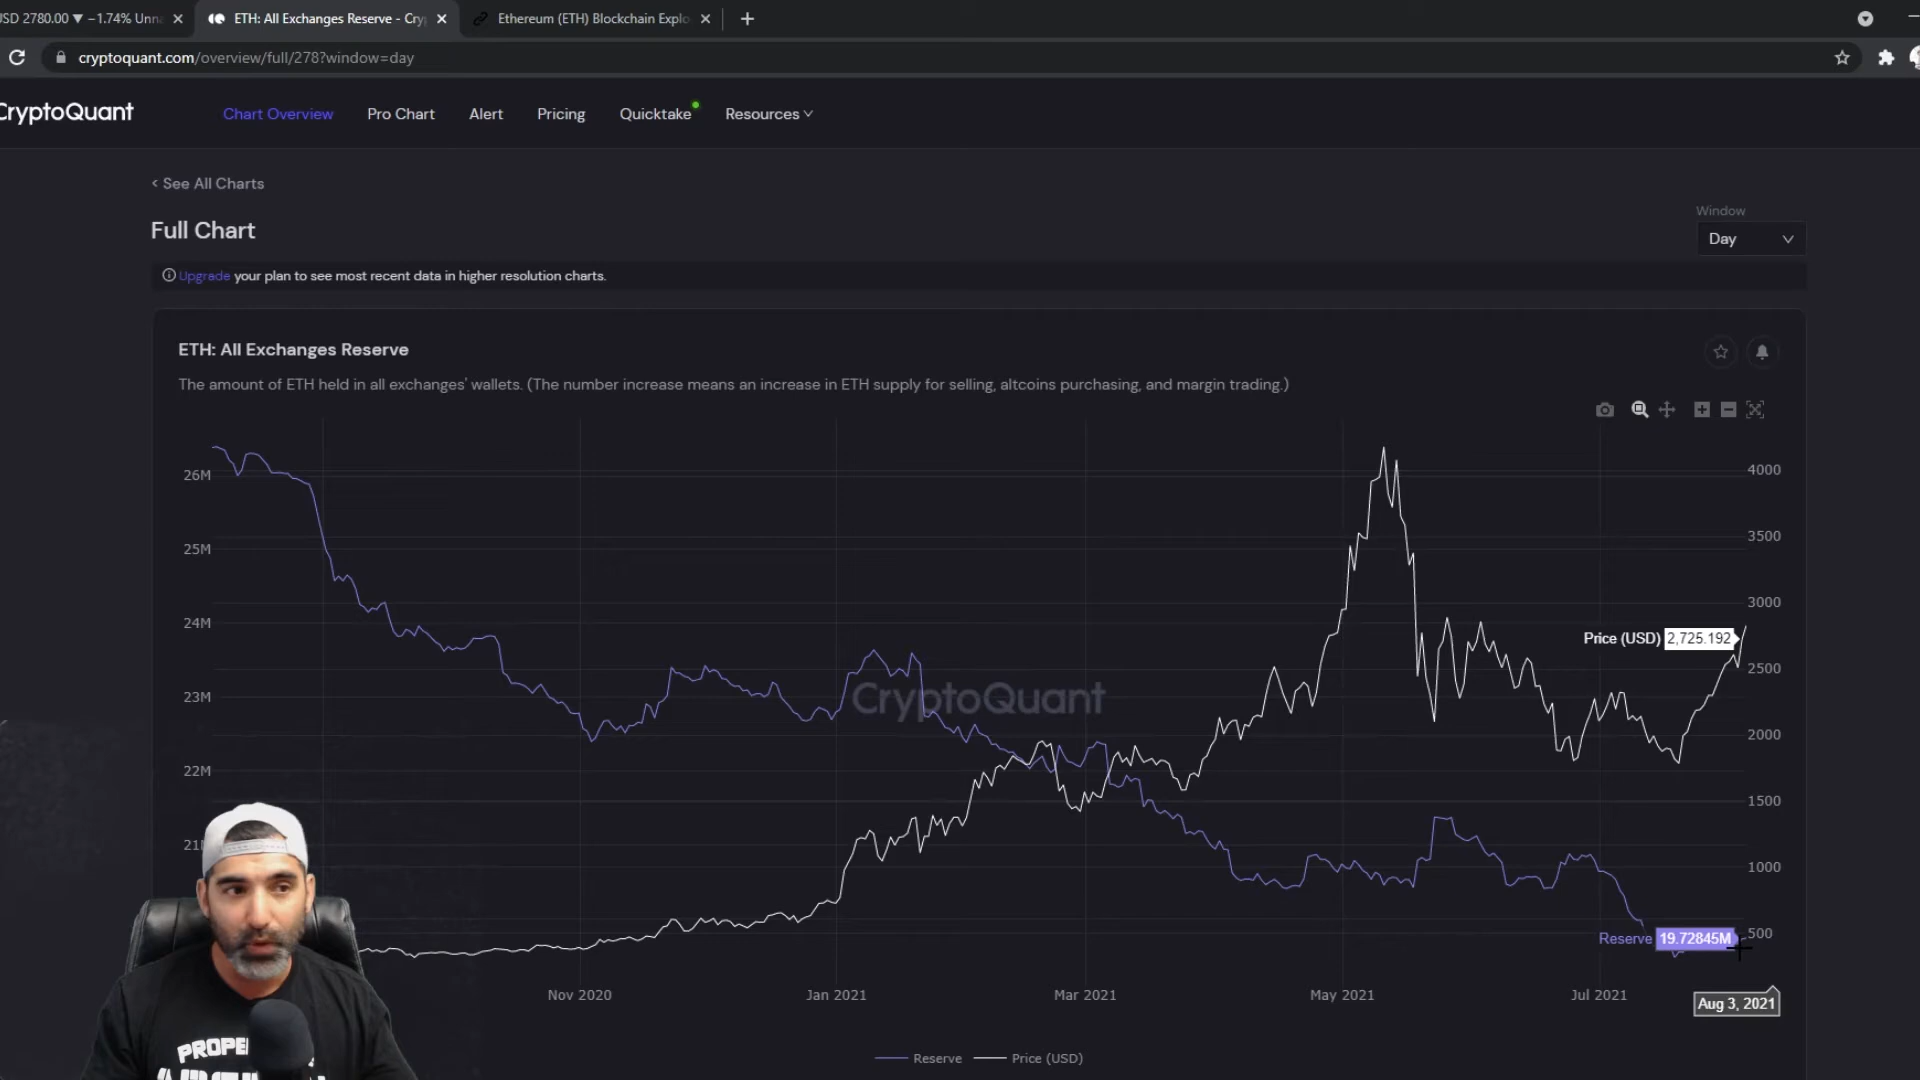 SD 2780.00 ▼ −1.74% Unna
ETH: All Exchanges Reserve - Cry
Ethereum (ETH) Blockchain Explo
cryptoquant.com/overview/full/278?window=day
CryptoQuant
Chart Overview
Pro Chart
Alert
Pricing
Quicktake
Resources
< See All Charts
Full Chart
Window
Day
Upgrade your plan to see most recent data in higher resolution charts.
ETH: All Exchanges Reserve
The amount of ETH held in all exchanges' wallets. (The number increase means an increase in ETH supply for selling, altcoins purchasing, and margin trading.)
26M
25M
24M
23M
22M
21
4000
3500
3000
2500
2000
1500
1000
500
CryptoQuant
Price (USD) 2,725.192
Reserve 19.72845M
Nov 2020
Jan 2021
Mar 2021
May 2021
Jul 2021
Aug 3, 2021
Reserve
Price (USD)
PROPE